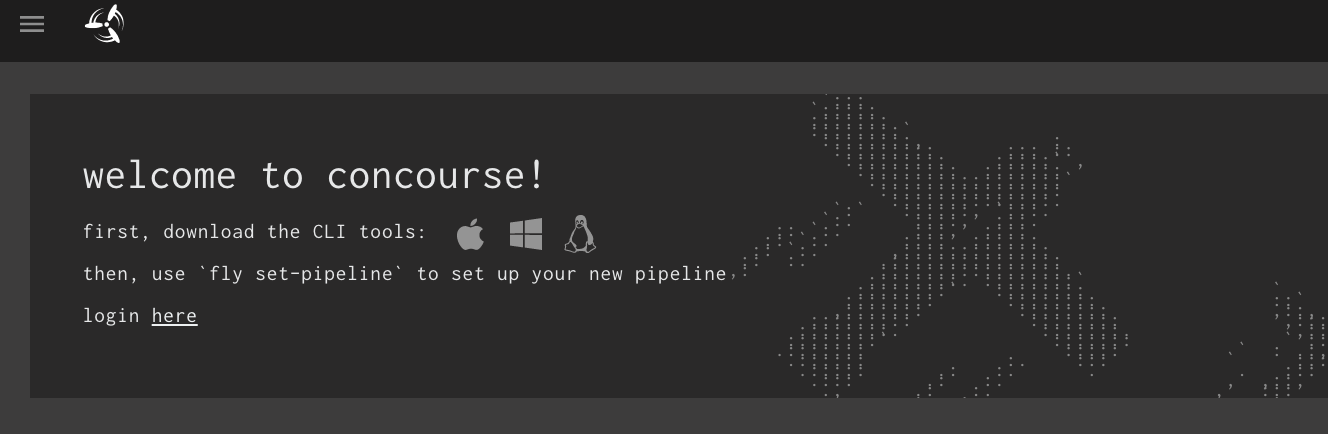 welcome to concourse!
first, download the CLI tools:
then, use `fly set-pipeline` to set up your new pipeline
login here